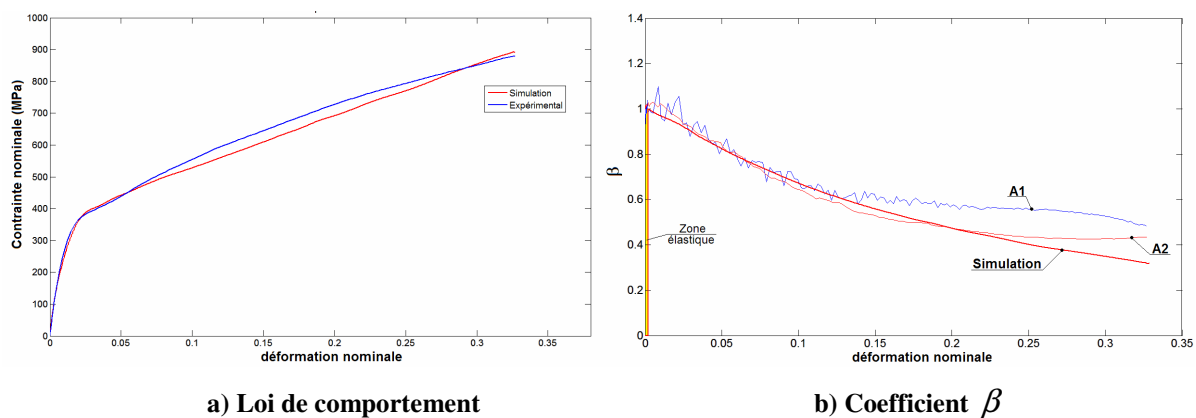 1000
900
800
700
600
500
400
300
200
100
0
Contrainte nominale (MPa)
0
0.05
0.1
0.15
0.2
0.25
0.3
0.35
déformation nominale
Simulation
Expérimental
a) Loi de comportement
1.4
1.2
1
0.8
0.6
0.4
0.2
0
β
Zone
élastique
A1
A2
Simulation
0
0.05
0.1
0.15
0.2
0.25
0.3
0.35
déformation nominale
b) Coefficient β